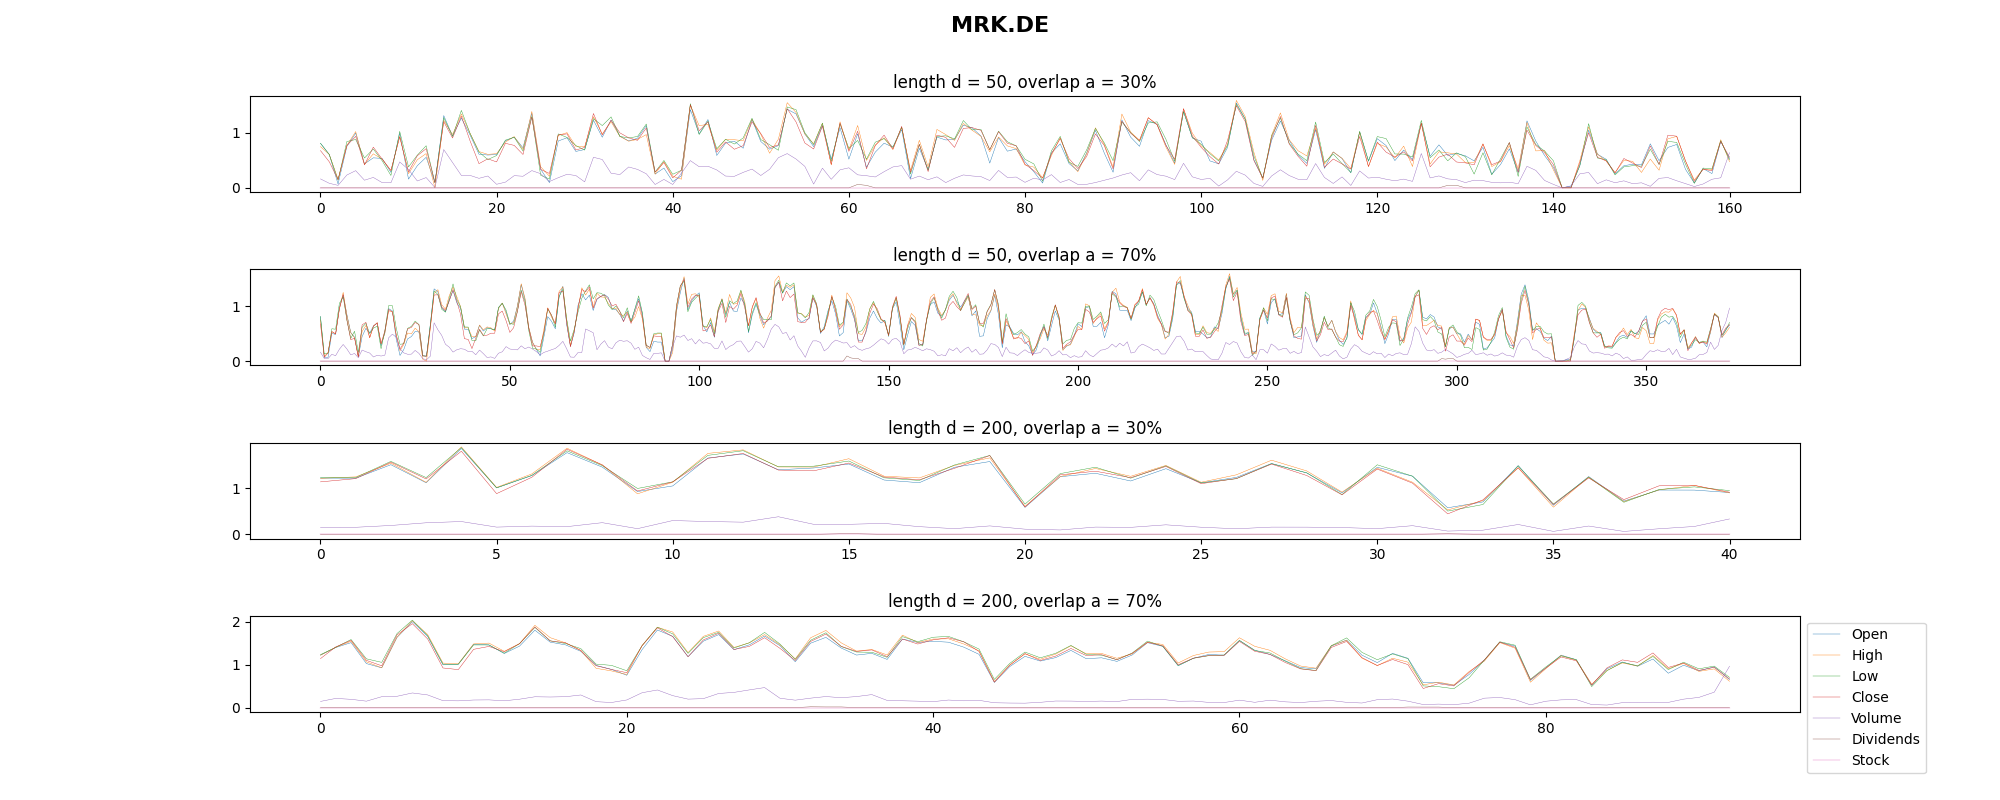 MRK.DE
length d = 50, overlap a = 30%
1
0
0 20 40 60 80 100 120 140 160
length d = 50, overlap a = 70%
1
0
0 50 100 150 200 250 300 350
length d = 200, overlap a = 30%
1
0
0 5 10 15 20 25 30 35 40
length d = 200, overlap a = 70%
2
1
0
0 20 40 60 80
Open
High
Low
Close
Volume
Dividends
Stock